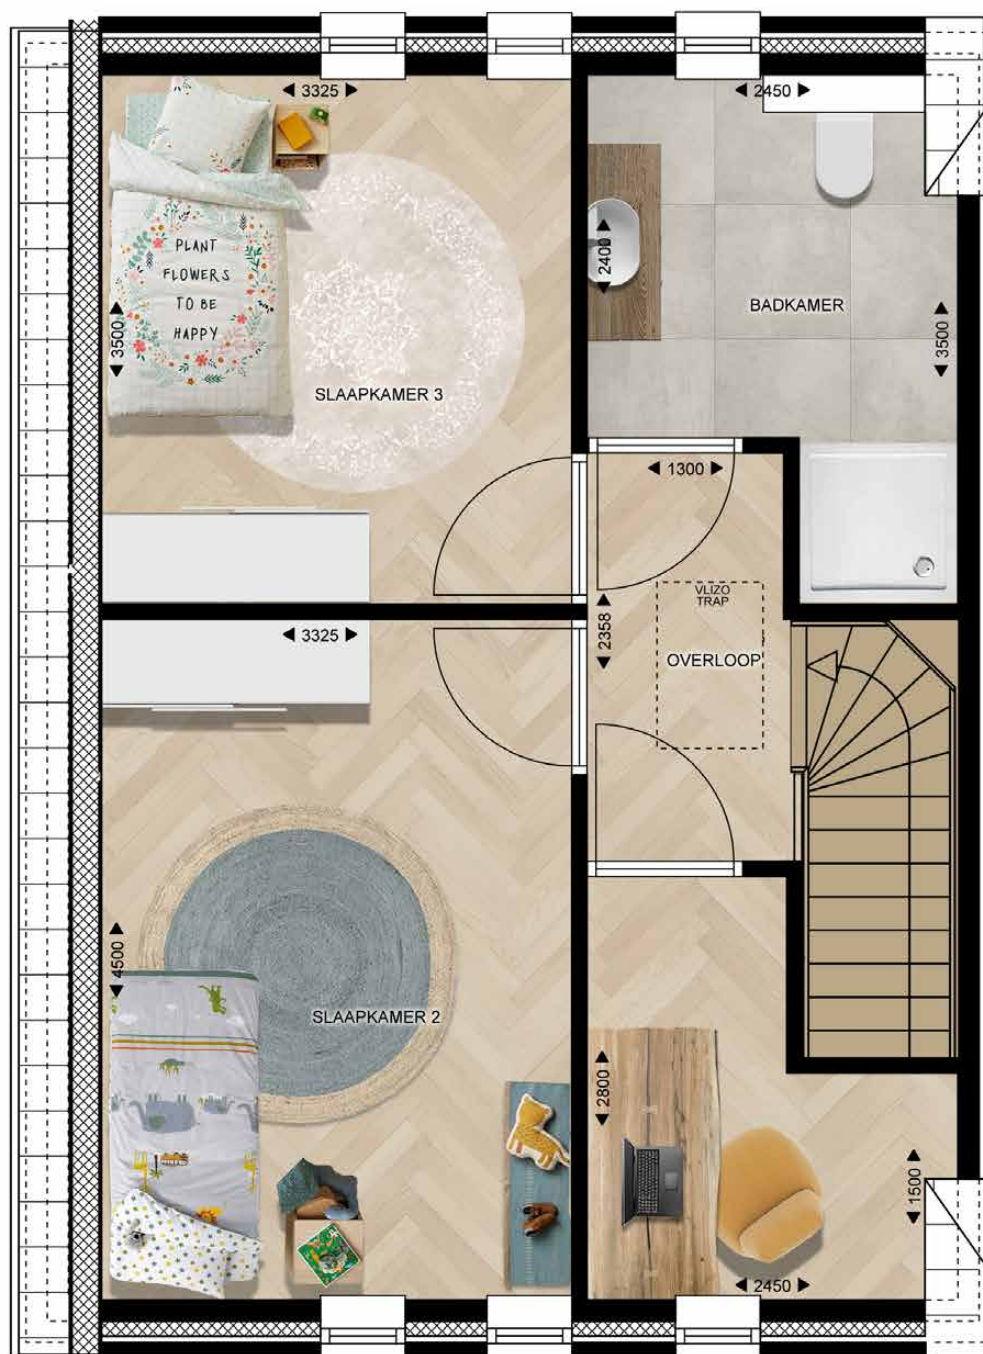 3325
2450
PLANT
FLOWERS
TO BE
HAPPY
2400
BADKAMER
3500
3500
SLAAPKAMER 3
1300
VLIZO
TRAP
2358
3325
OVERLOOP
4500
SLAAPKAMER 2
2800
1500
2450